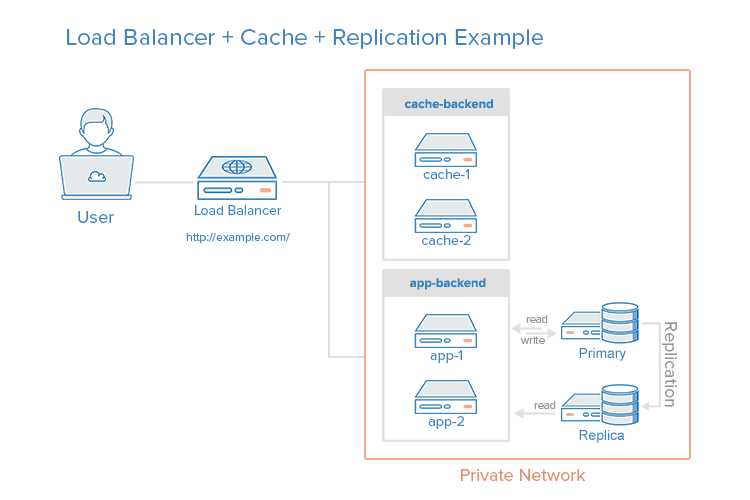 Load Balancer + Cache + Replication Example
User
Load Balancer
http://example.com/
cache-backend
cache-1
cache-2
app-backend
app-1
app-2
read
write
Primary
read
Replica
Replication
Private Network